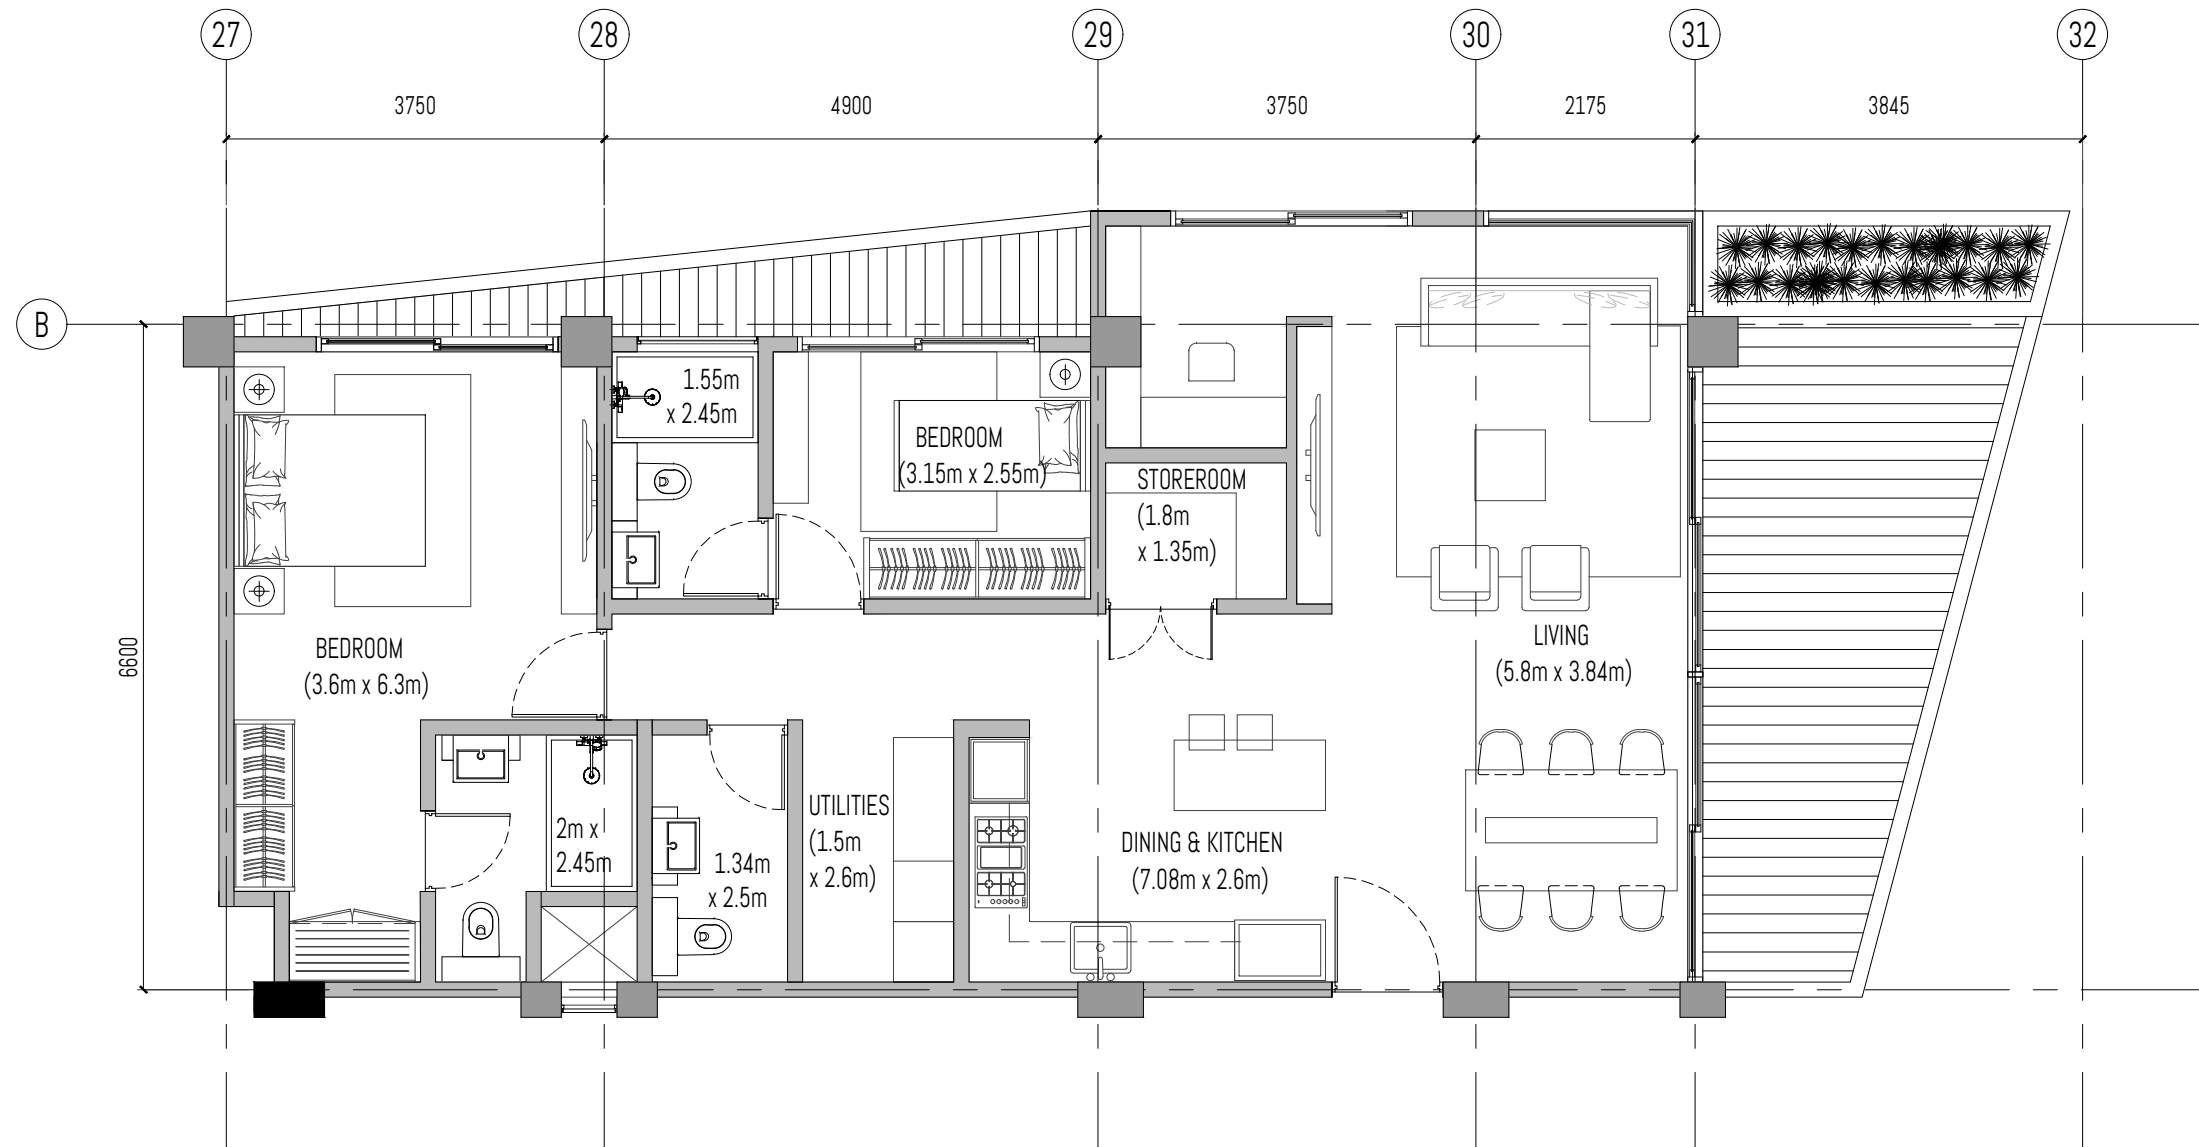 27
28
29
30
31
32
3750
4900
3750
2175
3845
B
6600
1.55m
x 2.45m
BEDROOM
(3.15m x 2.55m)
STOREROOM
(1.8m
x 1.35m)
BEDROOM
(3.6m x 6.3m)
LIVING
(5.8m x 3.84m)
2m x
2.45m
1.34m
x 2.5m
UTILITIES
(1.5m
x 2.6m)
DINING & KITCHEN
(7.08m x 2.6m)